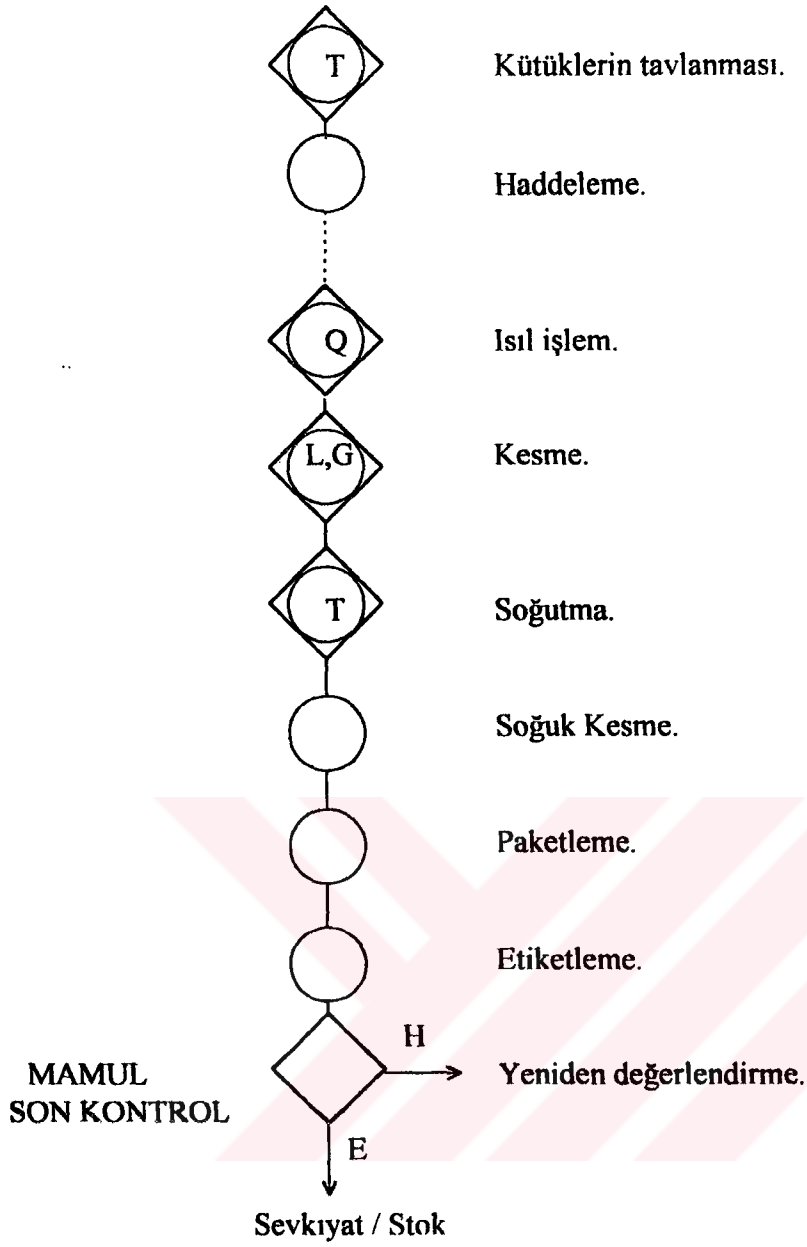 T Kütüklerin tavlanması.
Haddeleme.
Q Isıl işlem.
L,G Kesme.
T Soğutma.
Soğuk Kesme.
Paketleme.
Etiketleme.
H
MAMUL Yeniden değerlendirme.
SON KONTROL
E
Sevkıyat / Stok